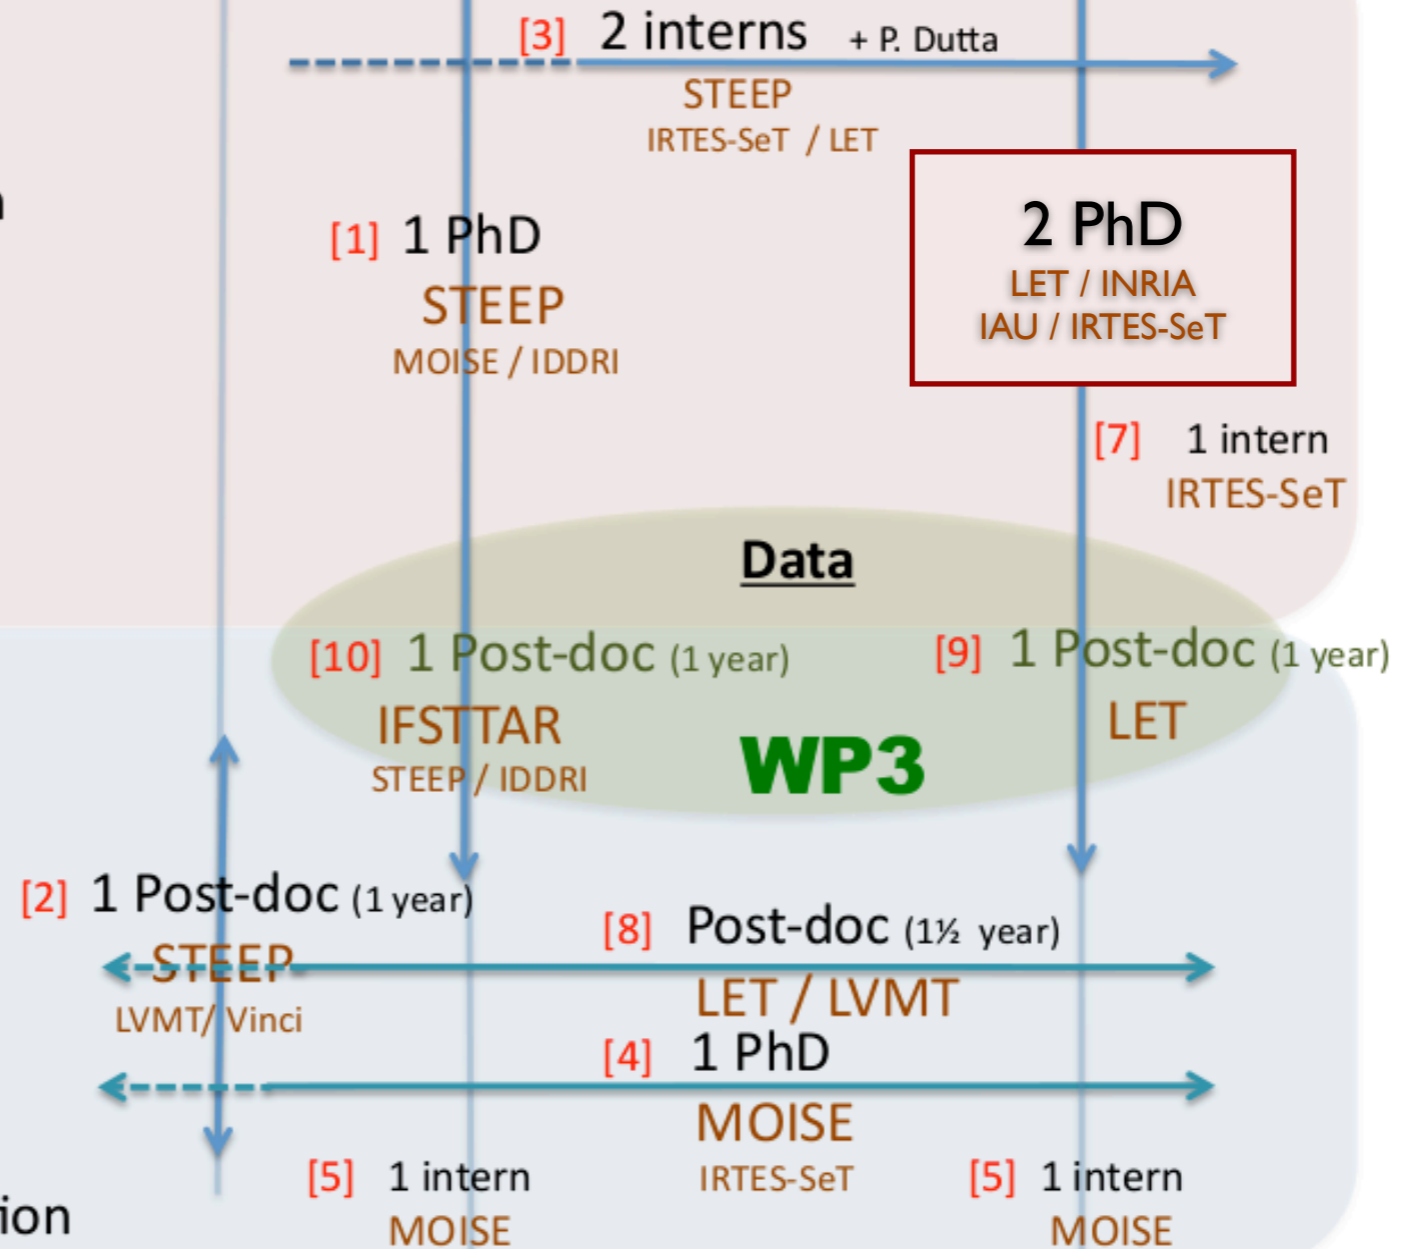 [3] 2 interns + P. Dutta
STEEP
IRTES-SeT / LET
[1] 1 PhD
STEEP
MOISE / IDDRI
2 PhD
LET / INRIA
IAU / IRTES-SeT
[7] 1 intern
IRTES-SeT
Data
[10] 1 Post-doc (1 year)
IFSTTAR
STEEP / IDDRI
[9] 1 Post-doc (1 year)
LET
WP3
[2] 1 Post-doc (1 year)
STEEP
LVMT/ Vinci
[8] Post-doc (1½ year)
LET / LVMT
[4] 1 PhD
MOISE
IRTES-SeT
[5] 1 intern
MOISE
[5] 1 intern
MOISE
ion